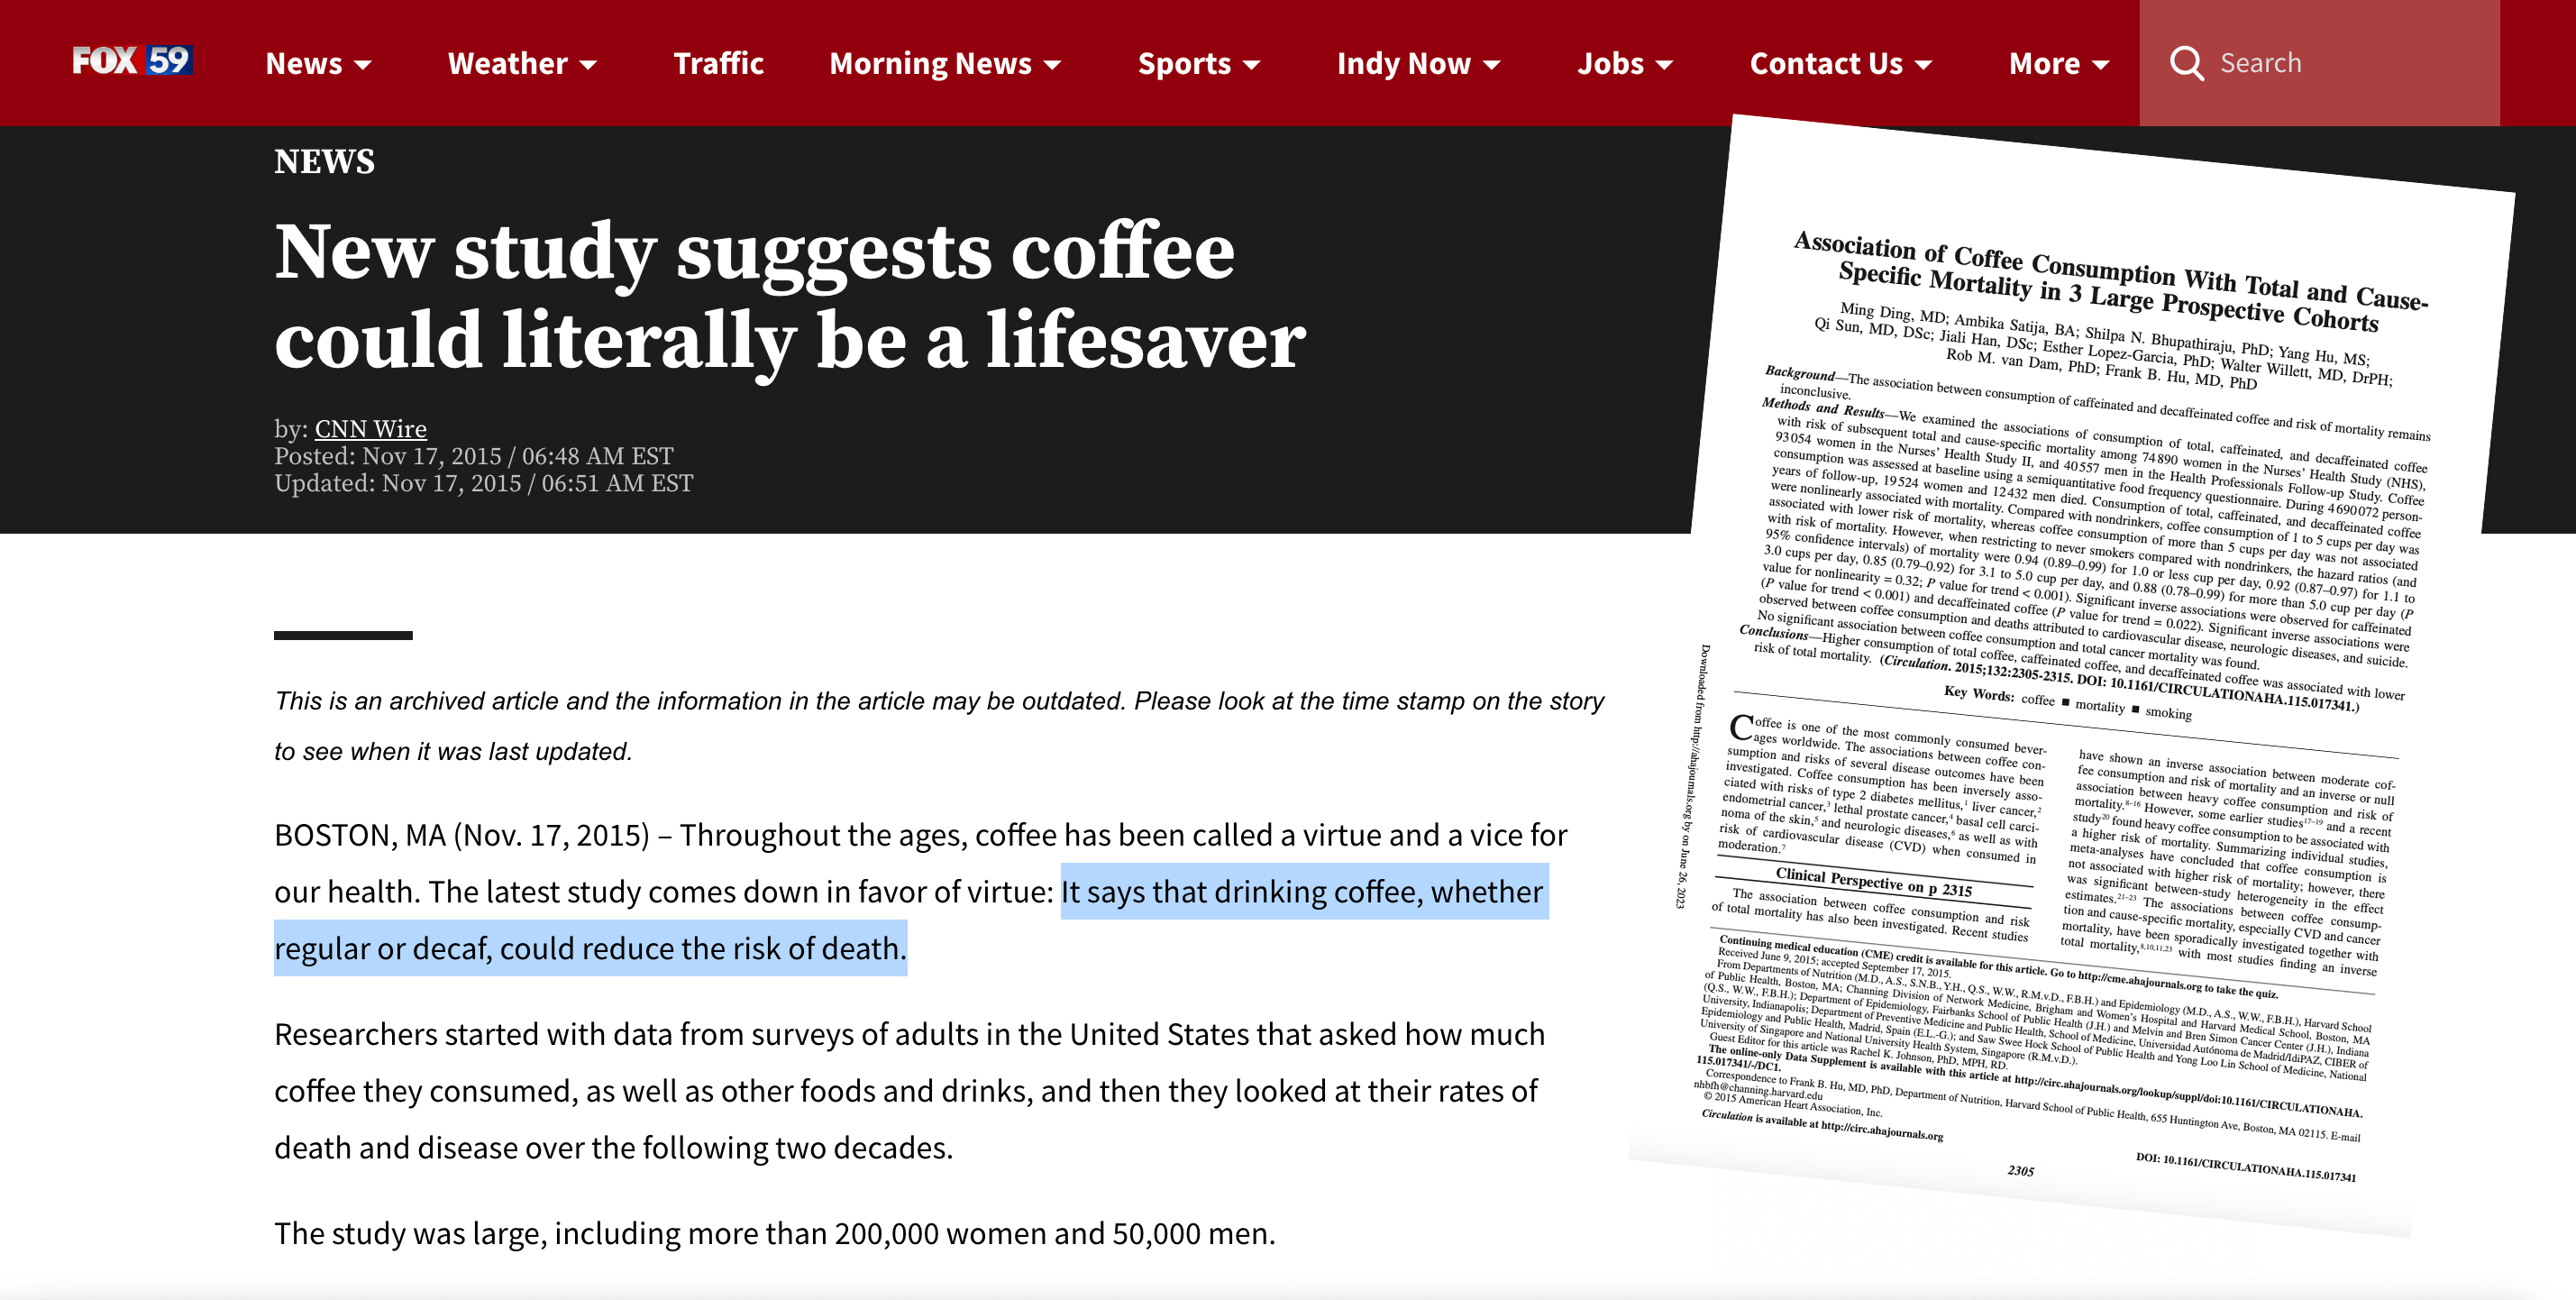 FOX 59
News
Weather
Traffic
Morning News
Sports
Indy Now
Jobs
Contact Us
More
Search
NEWS
New study suggests coffee
could literally be a lifesaver
by: CNN Wire
Posted: Nov 17, 2015 / 06:48 AM EST
Updated: Nov 17, 2015 / 06:51 AM EST
This is an archived article and the information in the article may be outdated. Please look at the time stamp on the story
to see when it was last updated.
BOSTON, MA (Nov. 17, 2015) – Throughout the ages, coffee has been called a virtue and a vice for
our health. The latest study comes down in favor of virtue: It says that drinking coffee, whether
regular or decaf, could reduce the risk of death.
Researchers started with data from surveys of adults in the United States that asked how much
coffee they consumed, as well as other foods and drinks, and then they looked at their rates of
death and disease over the following two decades.
The study was large, including more than 200,000 women and 50,000 men.
Association of Coffee Consumption With Total and Cause-
Specific Mortality in 3 Large Prospective Cohorts
Ming Ding, MD; Ambika Satija, BA; Shilpa N. Bhupathiraju, PhD; Yang Hu, MS;
Qi Sun, MD, DSc; Jiali Han, DSc; Esther Lopez-Garcia, PhD; Walter Willett, MD, DrPH;
Rob M. van Dam, PhD; Frank B. Hu, MD, PhD
Background—The association between consumption of caffeinated and decaffeinated coffee and risk of mortality remains
inconclusive.
Methods and Results—We examined the associations of consumption of total, caffeinated, and decaffeinated coffee
with risk of subsequent total and cause-specific mortality among 74 890 women in the Nurses' Health Study (NHS),
93 054 women in the Nurses' Health Study II, and 40 557 men in the Health Professionals Follow-up Study. Coffee
consumption was assessed at baseline using a semiquantitative food frequency questionnaire. During 4 690 072 person-
years of follow-up, 19 524 women and 12 432 men died. Consumption of total, caffeinated, and decaffeinated coffee
were nonlinearly associated with mortality. Compared with nondrinkers, coffee consumption of 1 to 5 cups per day was
associated with lower risk of mortality, whereas coffee consumption of more than 5 cups per day was not associated
with risk of mortality. However, when restricting to never smokers compared with nondrinkers, the hazard ratios (and
95% confidence intervals) of mortality were 0.94 (0.89–0.99) for 1.0 or less cup per day, 0.92 (0.87–0.97) for 1.1 to
3.0 cups per day, 0.85 (0.79–0.92) for 3.1 to 5.0 cup per day, and 0.88 (0.78–0.99) for more than 5.0 cup per day (P
value for nonlinearity = 0.32; P value for trend < 0.001). Significant inverse associations were observed for caffeinated
(P value for trend < 0.001) and decaffeinated coffee (P value for trend = 0.022). Significant inverse associations were
observed between coffee consumption and deaths attributed to cardiovascular disease, neurologic diseases, and suicide.
No significant association between coffee consumption and total cancer mortality was found.
Conclusions—Higher consumption of total coffee, caffeinated coffee, and decaffeinated coffee was associated with lower
risk of total mortality. (Circulation. 2015;132:2305-2315. DOI: 10.1161/CIRCULATIONAHA.115.017341.)
Key Words: coffee ■ mortality ■ smoking
Coffee is one of the most commonly consumed bever-
ages worldwide. The associations between coffee con-
sumption and risks of several disease outcomes have been
investigated. Coffee consumption has been inversely asso-
ciated with risks of type 2 diabetes mellitus,1 liver cancer,2
endometrial cancer,3 lethal prostate cancer,4 basal cell carci-
noma of the skin,5 and neurologic diseases,6 as well as with
risk of cardiovascular disease (CVD) when consumed in
moderation.7
Clinical Perspective on p 2315
The association between coffee consumption and risk
of total mortality has also been investigated. Recent studies
have shown an inverse association between moderate cof-
fee consumption and risk of mortality and an inverse or null
association between heavy coffee consumption and risk of
mortality.8–16 However, some earlier studies17–19 and a recent
study20 found heavy coffee consumption to be associated with
a higher risk of mortality. Summarizing individual studies,
meta-analyses have concluded that coffee consumption is
not associated with higher risk of mortality; however, there
was significant between-study heterogeneity in the effect
estimates.21–23 The associations between coffee consump-
tion and cause-specific mortality, especially CVD and cancer
mortality, have been sporadically investigated together with
total mortality,8,10,11,23 with most studies finding an inverse
Continuing medical education (CME) credit is available for this article. Go to http://cme.ahajournals.org to take the quiz.
Received June 9, 2015; accepted September 17, 2015.
From Departments of Nutrition (M.D., A.S., S.N.B., Y.H., Q.S., W.W., R.M.v.D., F.B.H.) and Epidemiology (M.D., A.S., W.W., F.B.H.), Harvard School
of Public Health, Boston, MA; Channing Division of Network Medicine, Brigham and Women's Hospital and Harvard Medical School, Boston, MA
(Q.S., W.W., F.B.H.); Department of Epidemiology, Fairbanks School of Public Health (J.H.) and Melvin and Bren Simon Cancer Center (J.H.), Indiana
University, Indianapolis; Department of Preventive Medicine and Public Health, School of Medicine, Universidad Autónoma de Madrid/IdiPAZ, CIBER of
Epidemiology and Public Health, Madrid, Spain (E.L.-G.); and Saw Swee Hock School of Public Health and Yong Loo Lin School of Medicine, National
University of Singapore and National University Health System, Singapore (R.M.v.D.).
Guest Editor for this article was Rachel K. Johnson, PhD, MPH, RD.
The online-only Data Supplement is available with this article at http://circ.ahajournals.org/lookup/suppl/doi:10.1161/CIRCULATIONAHA.
115.017341/-/DC1.
Correspondence to Frank B. Hu, MD, PhD, Department of Nutrition, Harvard School of Public Health, 655 Huntington Ave, Boston, MA 02115. E-mail
nhbfh@channing.harvard.edu
© 2015 American Heart Association, Inc.
Circulation is available at http://circ.ahajournals.org
DOI: 10.1161/CIRCULATIONAHA.115.017341
2305
Downloaded from http://ahajournals.org by on June 26, 2023